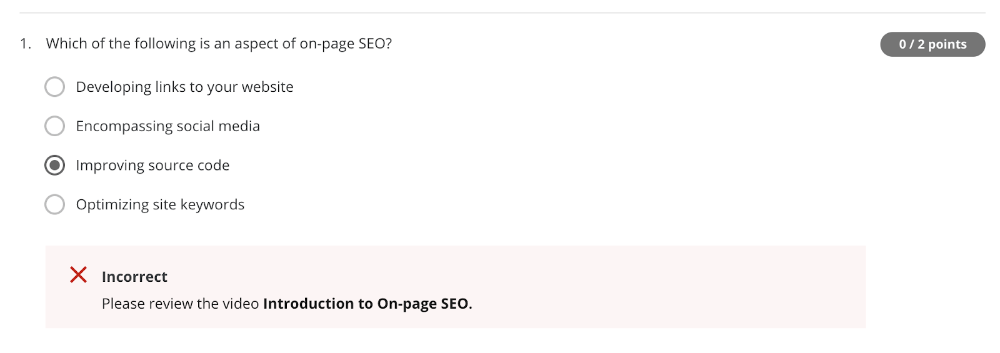 1. Which of the following is an aspect of on-page SEO?
0 / 2 points
Developing links to your website
Encompassing social media
Improving source code
Optimizing site keywords
Incorrect
Please review the video Introduction to On-page SEO.